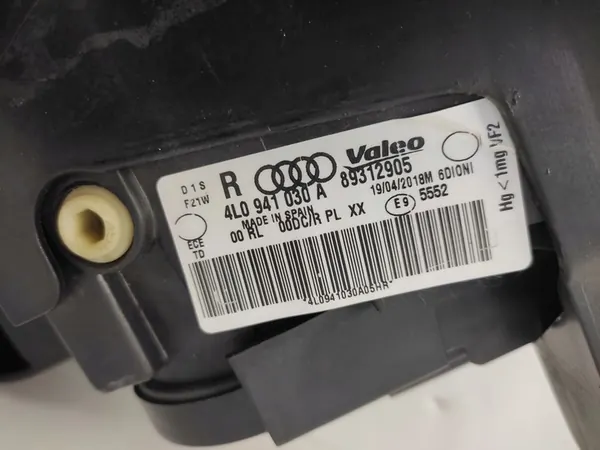 D1S
F21W
ECE
TD
R Valeo
4L0 941 030 A 89312905
MADE IN SPAIN 19/04/2018M 6DIONI
00 RL 00DC/R PL XX E9 5552
4L0941030A05HR
Hg < 1mg VF2